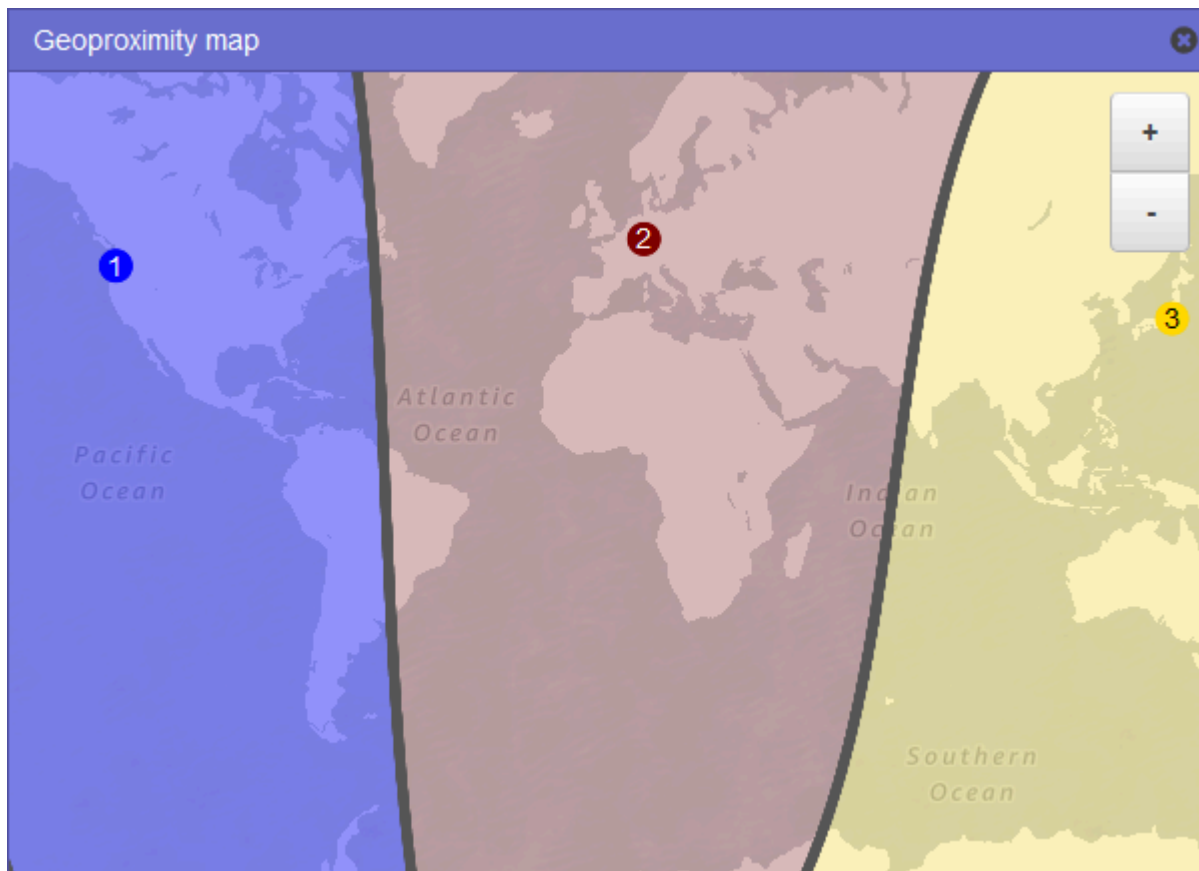 Geoproximity map
+
-
1
2
3
Atlantic
Ocean
Pacific
Ocean
Indian
Ocean
Southern
Ocean